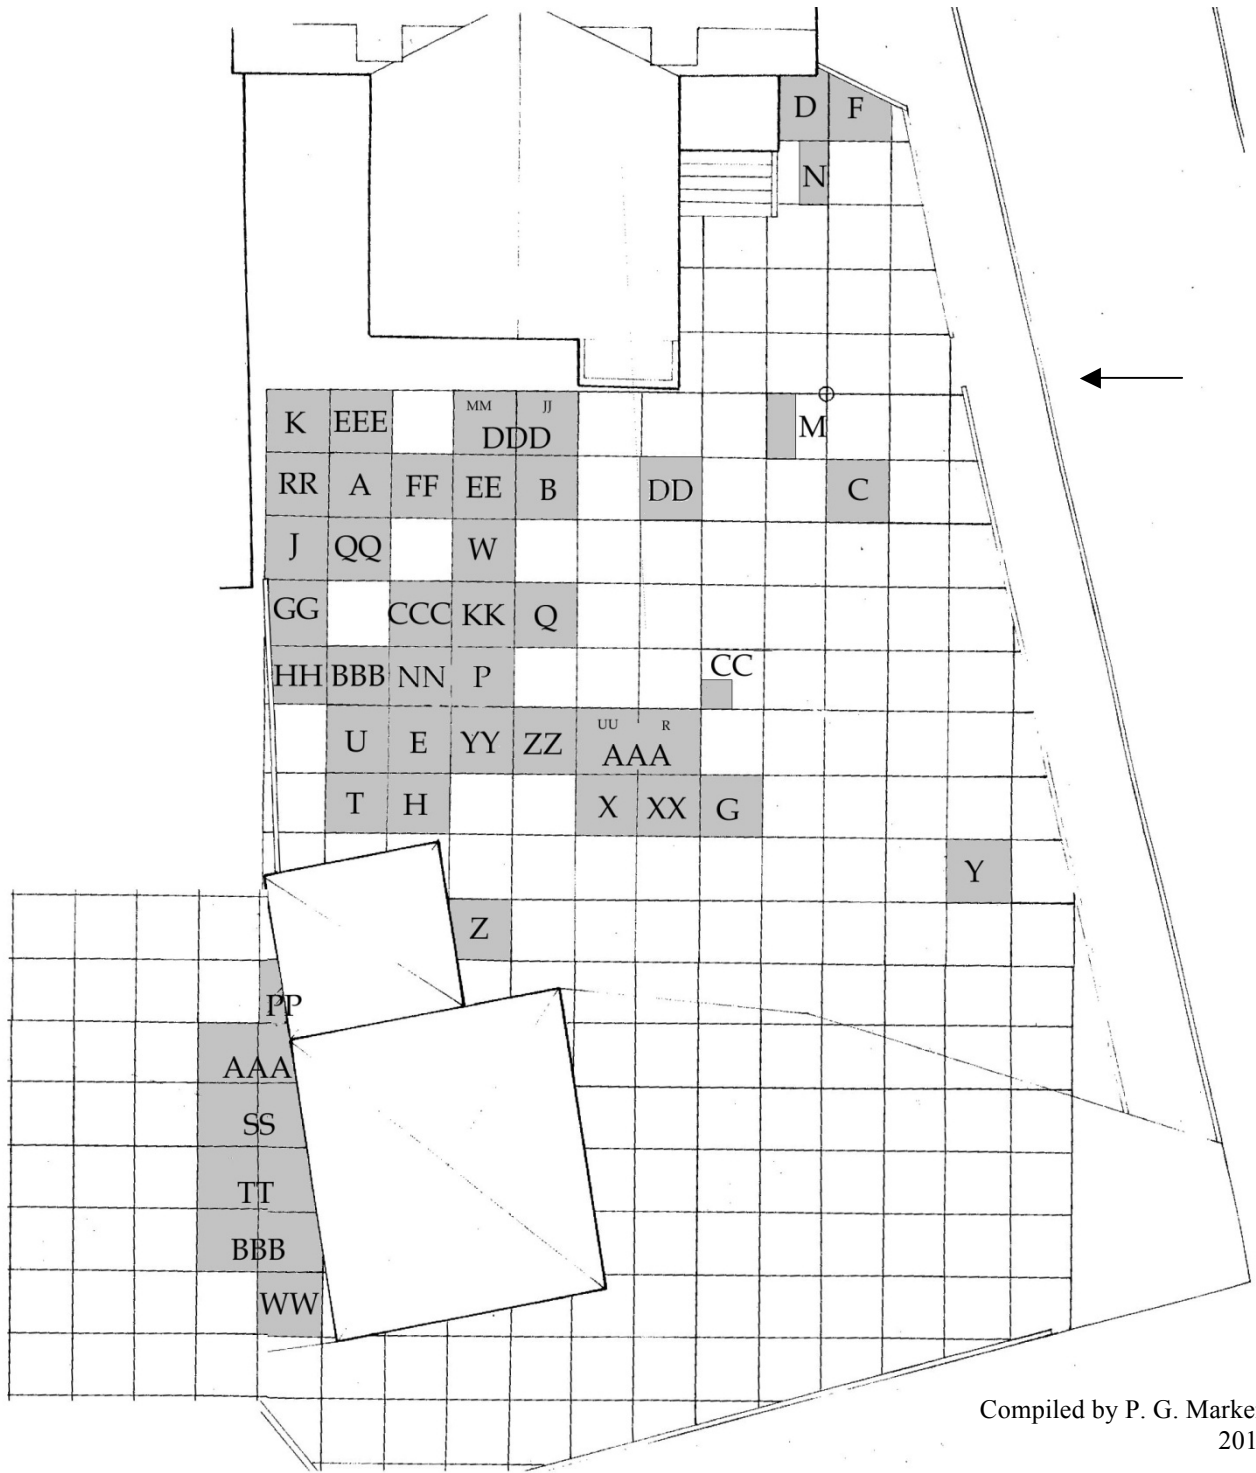 D F
N
K EEE MM JJ
DDD M
RR A FF EE B DD C
J QQ W
GG CCC KK Q
HH BBB NN P CC
U E YY ZZ UU R
AAA
T H X XX G
Y
Z
PP
AAA
SS
TT
BBB
WW
Compiled by P. G. Marke
201